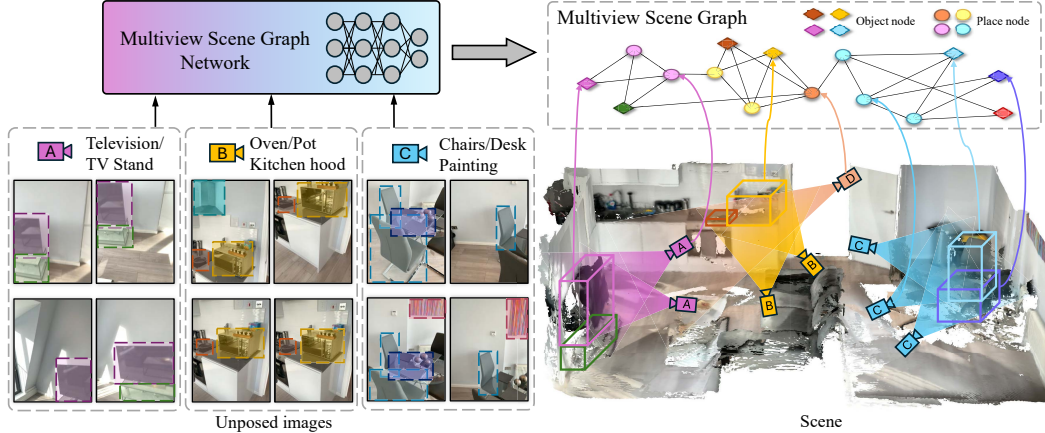 Multiview Scene Graph
Network
A
Television/
TV Stand
B
Oven/Pot
Kitchen hood
C
Chairs/Desk
Painting
Unposed images
Multiview Scene Graph
Object node
Place node
A
A
B
B
D
C
C
C
Scene